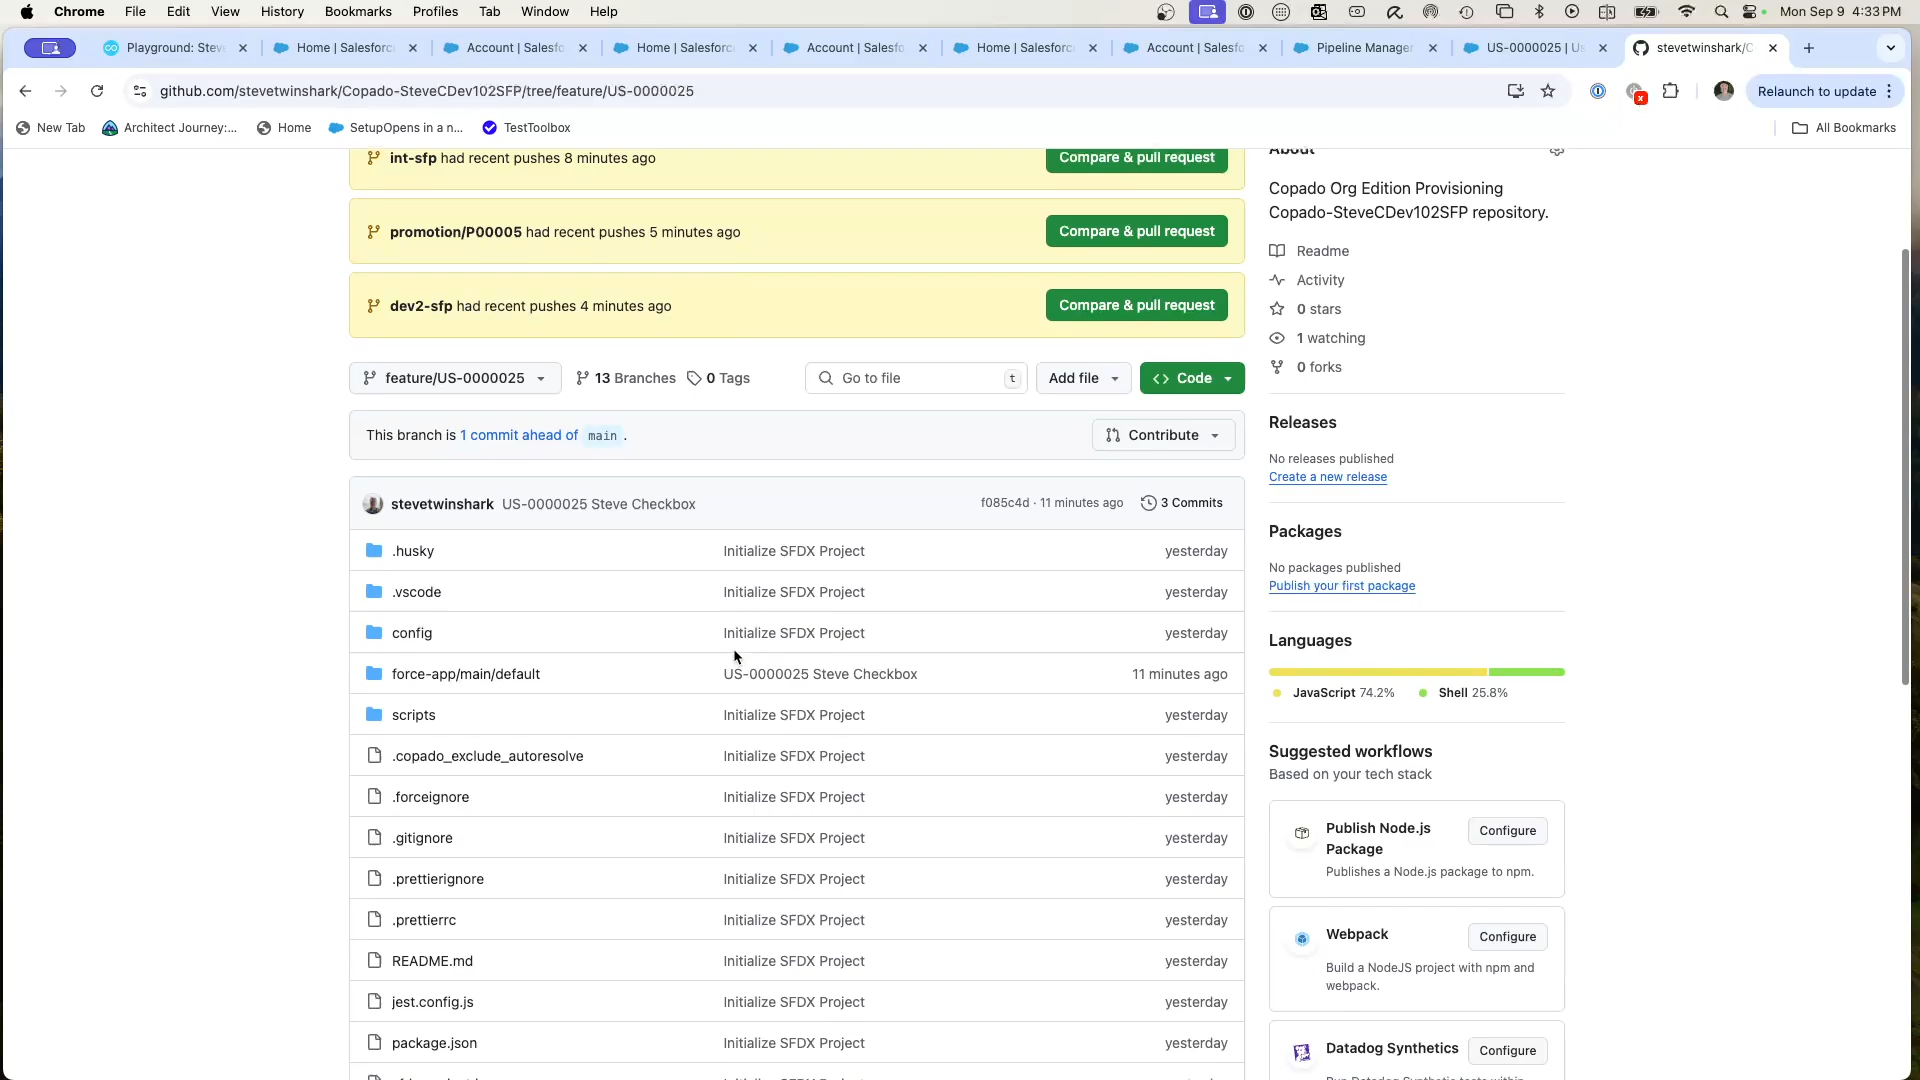 Chrome File Edit View History Bookmarks Profiles Tab Window Help Mon Sep 9 4:33 PM
Playground: Stev Home | Salesforc Account | Salesfo Home | Salesforc Account | Salesfo Home | Salesforc Account | Salesfo Pipeline Manager US-0000025 | Us stevetwinshark/C
github.com/stevetwinshark/Copado-SteveCDev102SFP/tree/feature/US-0000025 Relaunch to update
New Tab Architect Journey:... Home SetupOpens in a n... TestToolbox All Bookmarks
int-sfp had recent pushes 8 minutes ago Compare & pull request
promotion/P00005 had recent pushes 5 minutes ago Compare & pull request
dev2-sfp had recent pushes 4 minutes ago Compare & pull request
feature/US-0000025 13 Branches 0 Tags Go to file t Add file Code
This branch is 1 commit ahead of main . Contribute
stevetwinshark US-0000025 Steve Checkbox f085c4d · 11 minutes ago 3 Commits
.husky Initialize SFDX Project yesterday
.vscode Initialize SFDX Project yesterday
config Initialize SFDX Project yesterday
force-app/main/default US-0000025 Steve Checkbox 11 minutes ago
scripts Initialize SFDX Project yesterday
.copado_exclude_autoresolve Initialize SFDX Project yesterday
.forceignore Initialize SFDX Project yesterday
.gitignore Initialize SFDX Project yesterday
.prettierignore Initialize SFDX Project yesterday
.prettierrc Initialize SFDX Project yesterday
README.md Initialize SFDX Project yesterday
jest.config.js Initialize SFDX Project yesterday
package.json Initialize SFDX Project yesterday
About
Copado Org Edition Provisioning
Copado-SteveCDev102SFP repository.
Readme
Activity
0 stars
1 watching
0 forks
Releases
No releases published
Create a new release
Packages
No packages published
Publish your first package
Languages
JavaScript 74.2% Shell 25.8%
Suggested workflows
Based on your tech stack
Publish Node.js Configure
Package
Publishes a Node.js package to npm.
Webpack Configure
Build a NodeJS project with npm and
webpack.
Datadog Synthetics Configure